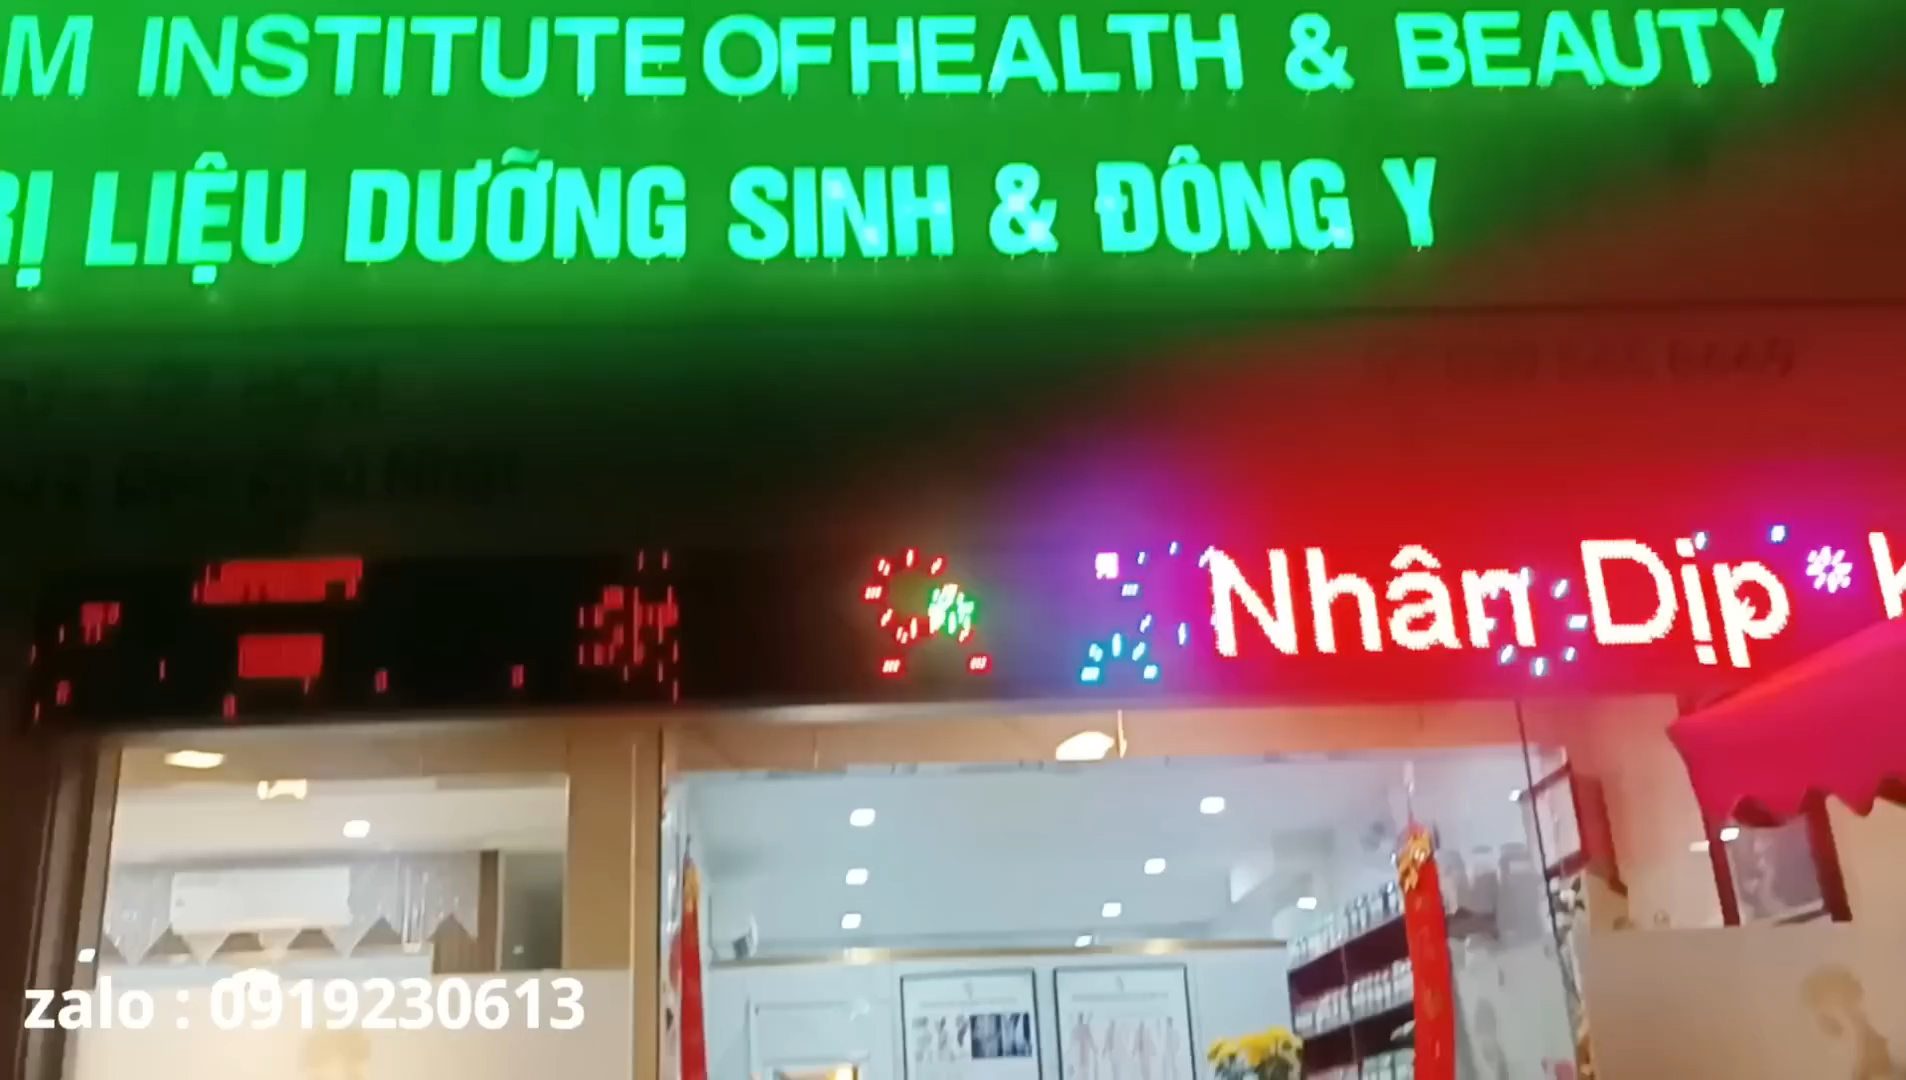 M INSTITUTE OF HEALTH & BEAUTY
RỊ LIỆU DƯỠNG SINH & ĐÔNG Y
Nhân Dịp K
zalo : 0919230613